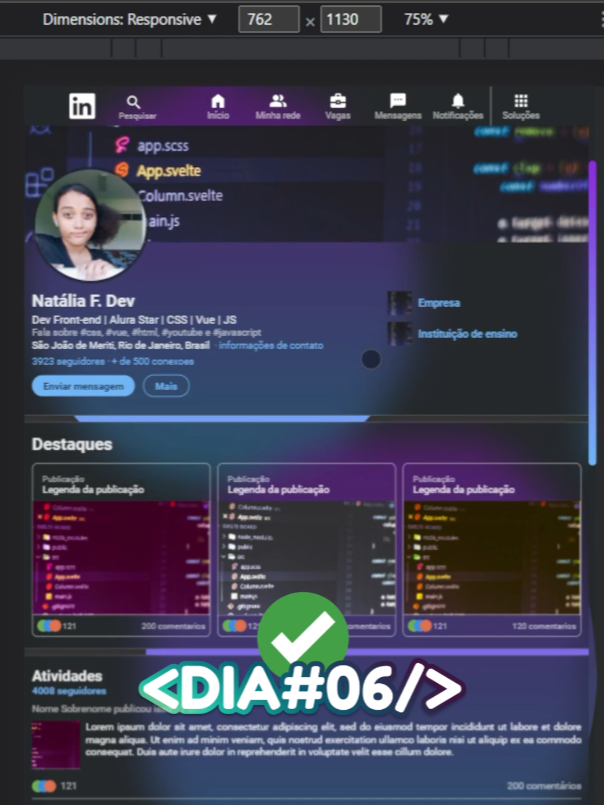 Dimensions: Responsive ▼ 762 × 1130 75% ▼
in
Pesquisar Início Minha rede Vagas Mensagens Notificações Soluções
app.scss
App.svelte
Column.svelte
ain.js
Natália F. Dev
Dev Front-end | Alura Star | CSS | Vue | JS
Fala sobre #css, #vue, #html, #youtube e #javascript
São João de Meriti, Rio de Janeiro, Brasil · informações de contato
3923 seguidores · + de 500 conexoes
Enviar mensagem Mais
Empresa
Instituição de ensino
Destaques
Publicação
Legenda da publicação
121 200 comentarios
Publicação
Legenda da publicação
comentarios
Publicação
Legenda da publicação
121 120 comentarios
Atividades
4008 seguidores
Nome Sobrenome publicou
<DIA#06/>
Lorem ipsum dolor sit amet, consectetur adipiscing elit, sed do eiusmod tempor incididunt ut labore et dolore
magna aliqua. Ut enim ad minim veniam, quis nostrud exercitation ullamco laboris nisi ut aliquip ex ea commodo
consequat. Duis aute irure dolor in reprehenderit in voluptate velit esse cillum dolore.
121 200 comentários